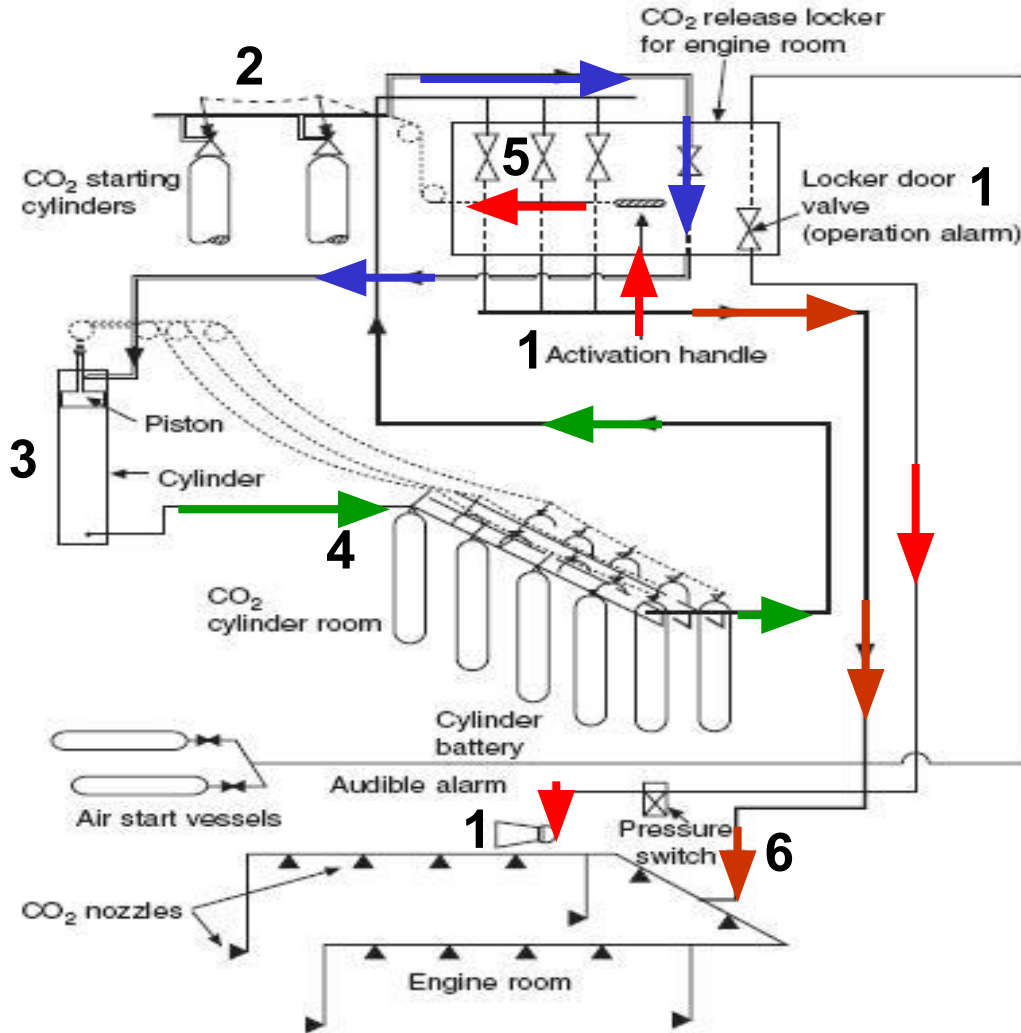 CO₂ release locker
for engine room
2
5
CO₂ starting
cylinders
Locker door
valve
(operation alarm)
1
1
Activation handle
Piston
3
Cylinder
4
CO₂
cylinder room
Cylinder
battery
Audible alarm
Air start vessels
1
Pressure
switch
6
CO₂ nozzles
Engine room